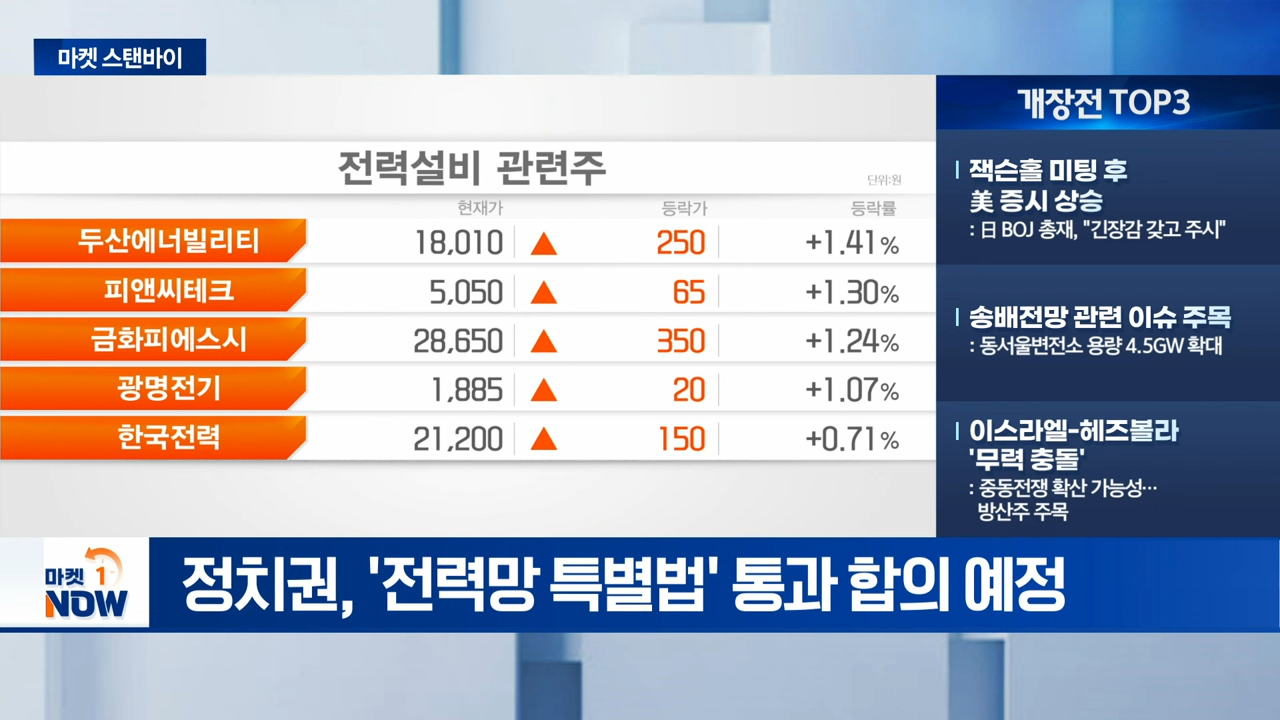 마켓 스탠바이
전력설비 관련주
단위:원
현재가 등락가 등락률
두산에너빌리티 18,010 ▲ 250 +1.41%
피앤씨테크 5,050 ▲ 65 +1.30%
금화피에스시 28,650 ▲ 350 +1.24%
광명전기 1,885 ▲ 20 +1.07%
한국전력 21,200 ▲ 150 +0.71%
개장전 TOP3
잭슨홀 미팅 후
美 증시 상승
: 日 BOJ 총재, "긴장감 갖고 주시"
송배전망 관련 이슈 주목
: 동서울변전소 용량 4.5GW 확대
이스라엘-헤즈볼라
'무력 충돌'
: 중동전쟁 확산 가능성…
방산주 주목
마켓 1
NOW
정치권, '전력망 특별법' 통과 합의 예정